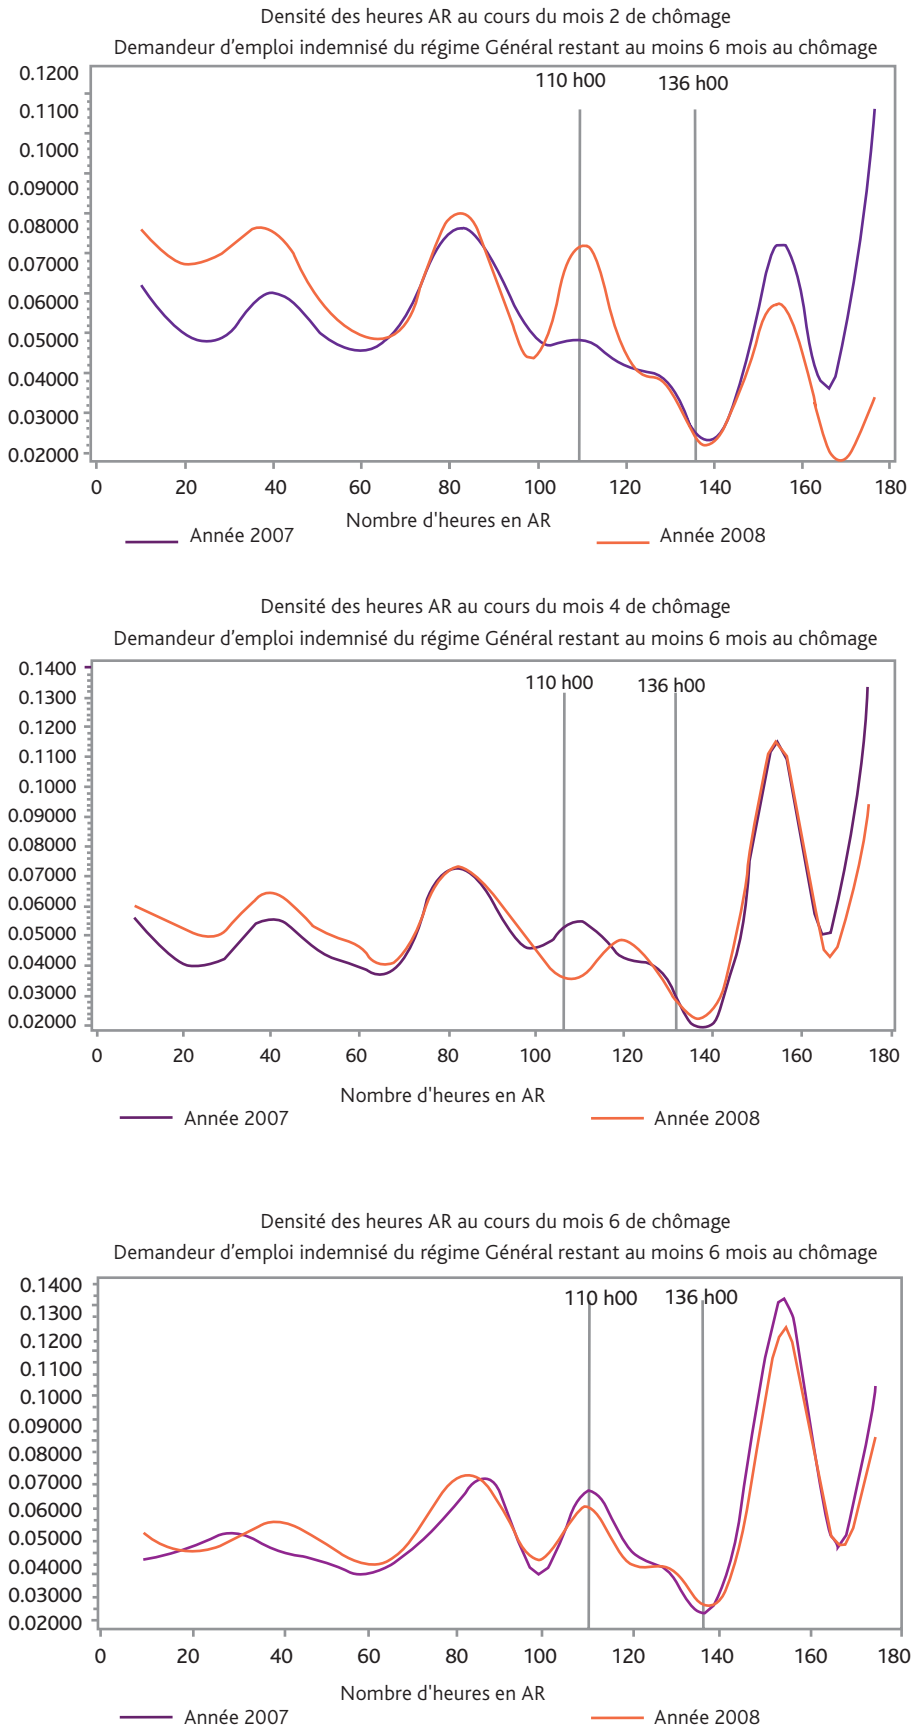 Densité des heures AR au cours du mois 2 de chômage
Demandeur d'emploi indemnisé du régime Général restant au moins 6 mois au chômage
0.1200
0.1100
0.1000
0.09000
0.08000
0.07000
0.06000
0.05000
0.04000
0.03000
0.02000
110 h00 136 h00
0 20 40 60 80 100 120 140 160 180
Nombre d'heures en AR
Année 2007 Année 2008
Densité des heures AR au cours du mois 4 de chômage
Demandeur d'emploi indemnisé du régime Général restant au moins 6 mois au chômage
0.1400
0.1300
0.1200
0.1100
0.1000
0.09000
0.08000
0.07000
0.06000
0.05000
0.04000
0.03000
0.02000
110 h00 136 h00
0 20 40 60 80 100 120 140 160 180
Nombre d'heures en AR
Année 2007 Année 2008
Densité des heures AR au cours du mois 6 de chômage
Demandeur d'emploi indemnisé du régime Général restant au moins 6 mois au chômage
0.1400
0.1300
0.1200
0.1100
0.1000
0.09000
0.08000
0.07000
0.06000
0.05000
0.04000
0.03000
0.02000
110 h00 136 h00
0 20 40 60 80 100 120 140 160 180
Nombre d'heures en AR
Année 2007 Année 2008